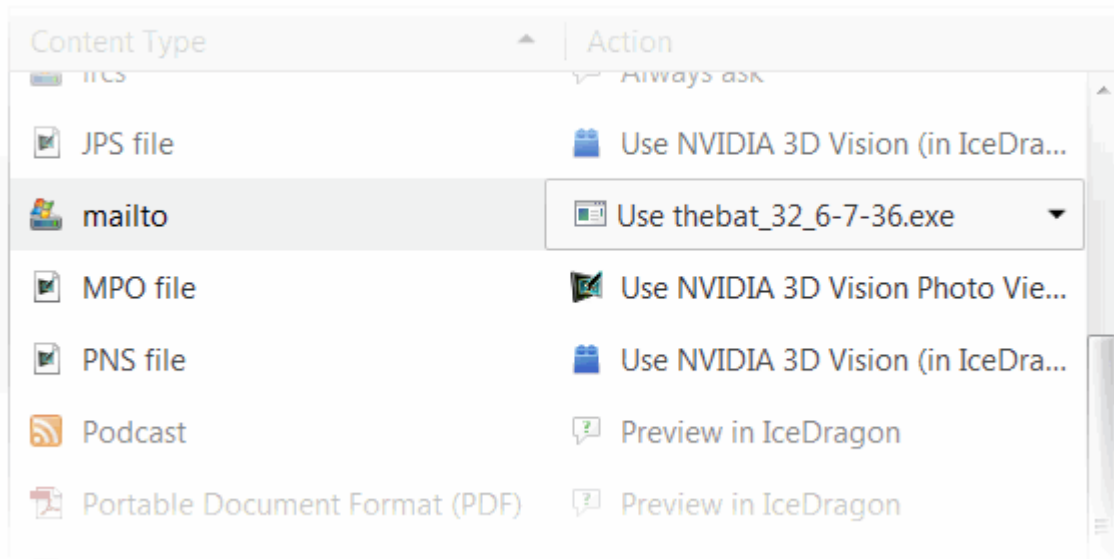 Content Type Action
ircs Always ask
JPS file Use NVIDIA 3D Vision (in IceDra...
mailto Use thebat_32_6-7-36.exe
MPO file Use NVIDIA 3D Vision Photo Vie...
PNS file Use NVIDIA 3D Vision (in IceDra...
Podcast Preview in IceDragon
Portable Document Format (PDF) Preview in IceDragon